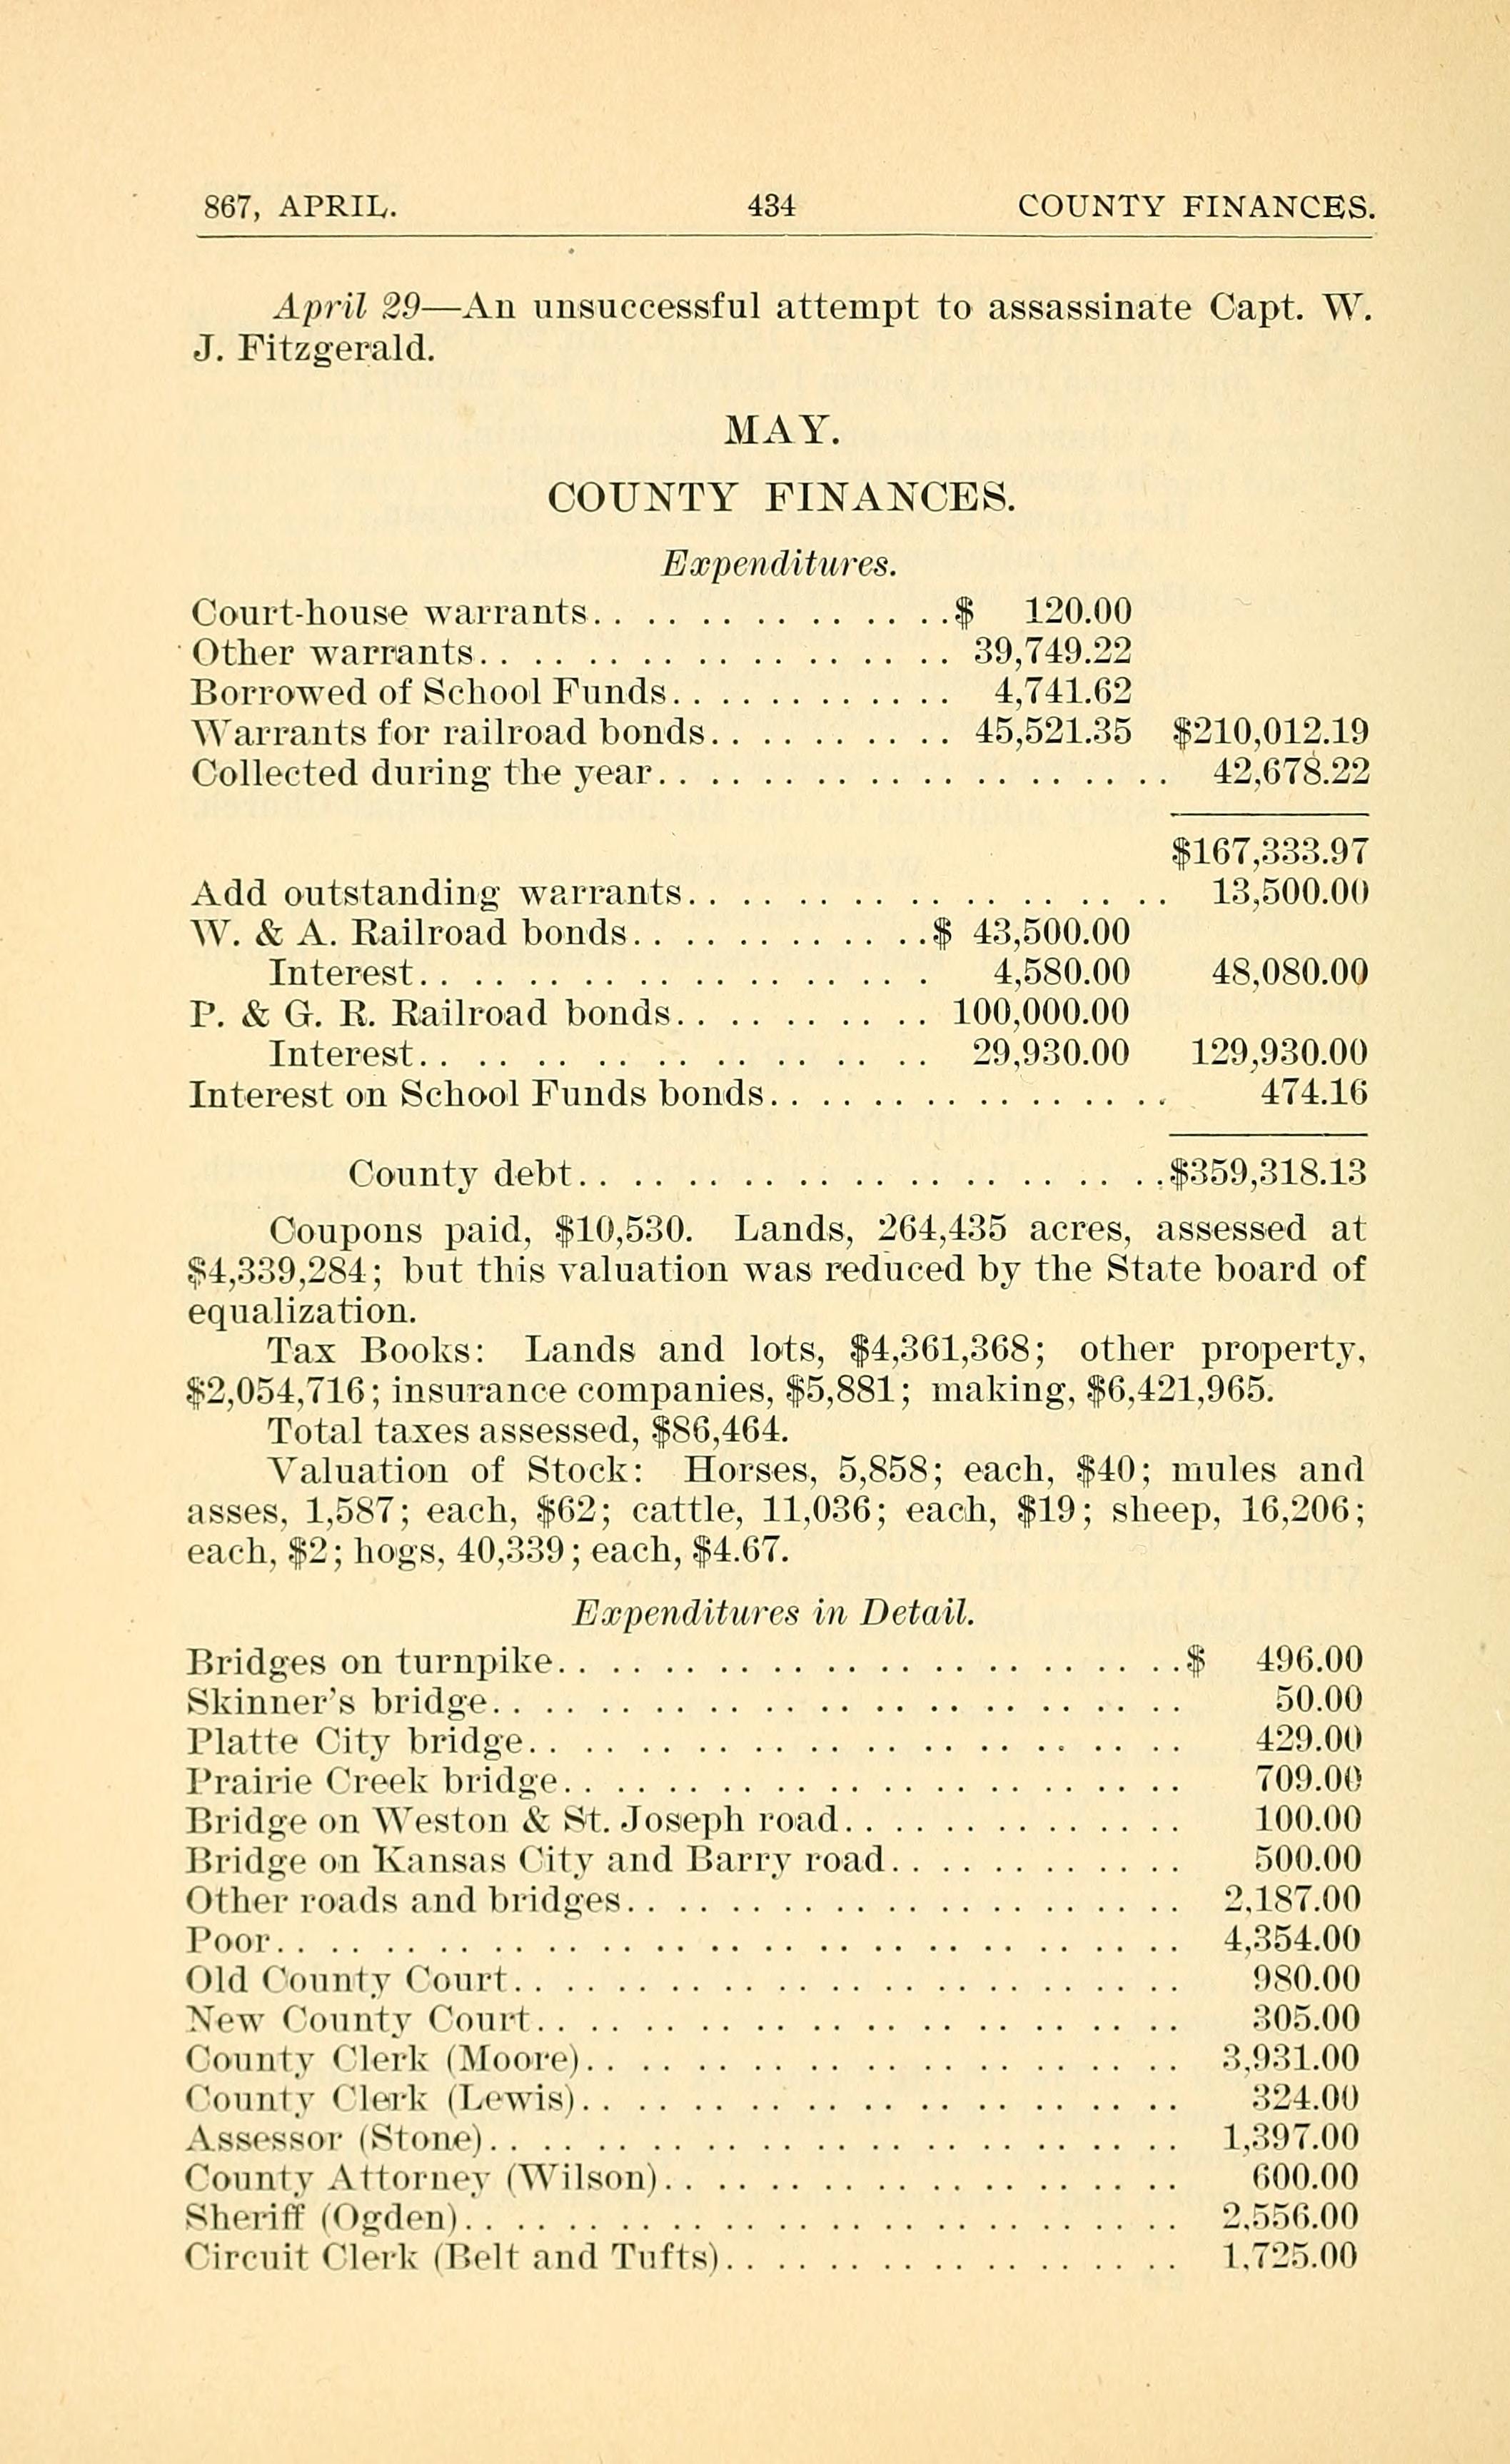 867, APRIL. 434 COUNTY FINANCES.
April 29—An unsuccessful attempt to assassinate Capt. W.
J. Fitzgerald.
MAY.
COUNTY FINANCES.
Expenditures.
Court-house warrants..............$ 120.00
Other warrants.................. 39,749.22
Borrowed of School Funds........... 4,741.62
Warrants for railroad bonds.......... 45,521.35 $210,012.19
Collected during the year.................... 42,678.22
$167,333.97
Add outstanding warrants................... 13,500.00
W. & A. Railroad bonds............$ 43,500.00
Interest.................... 4,580.00 48,080.00
P. & G. R. Railroad bonds.......... 100,000.00
Interest.................... 29,930.00 129,930.00
Interest on School Funds bonds................ 474.16
County debt......................$359,318.13
Coupons paid, $10,530. Lands, 264,435 acres, assessed at
$4,339,284; but this valuation was reduced by the State board of
equalization.
Tax Books: Lands and lots, $4,361,368; other property,
$2,054,716; insurance companies, $5,881; making, $6,421,965.
Total taxes assessed, $86,464.
Valuation of Stock: Horses, 5,858; each, $40; mules and
asses, 1,587; each, $62; cattle, 11,036; each, $19; sheep, 16,206;
each, $2; hogs, 40,339; each, $4.67.
Expenditures in Detail.
Bridges on turnpike........................$ 496.00
Skinner's bridge.......................... 50.00
Platte City bridge......................... 429.00
Prairie Creek bridge........................ 709.00
Bridge on Weston & St. Joseph road.............. 100.00
Bridge on Kansas City and Barry road............ 500.00
Other roads and bridges...................... 2,187.00
Poor................................... 4,354.00
Old County Court.......................... 980.00
New County Court......................... 305.00
County Clerk (Moore)....................... 3,931.00
County Clerk (Lewis)....................... 324.00
Assessor (Stone)........................... 1,397.00
County Attorney (Wilson).................... 600.00
Sheriff (Ogden)............................ 2,556.00
Circuit Clerk (Belt and Tufts).................. 1,725.00